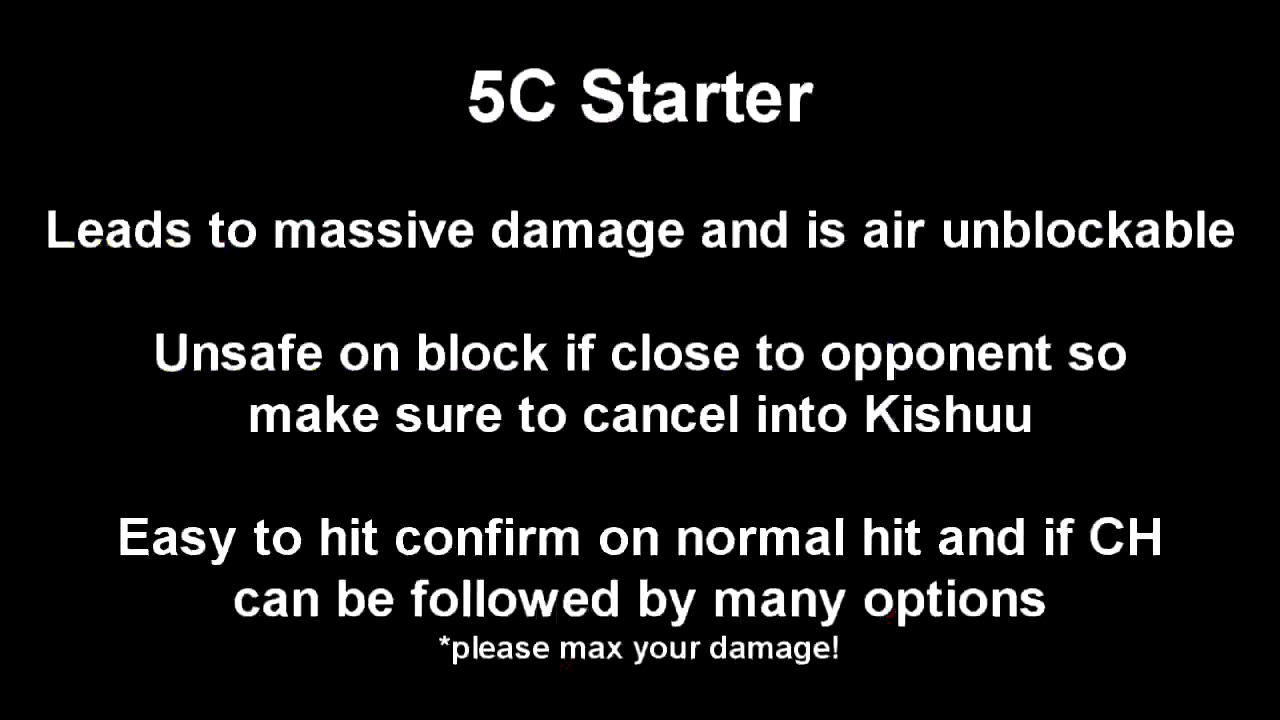 5C Starter
Leads to massive damage and is air unblockable
Unsafe on block if close to opponent so
make sure to cancel into Kishuu
Easy to hit confirm on normal hit and if CH
can be followed by many options
*please max your damage!